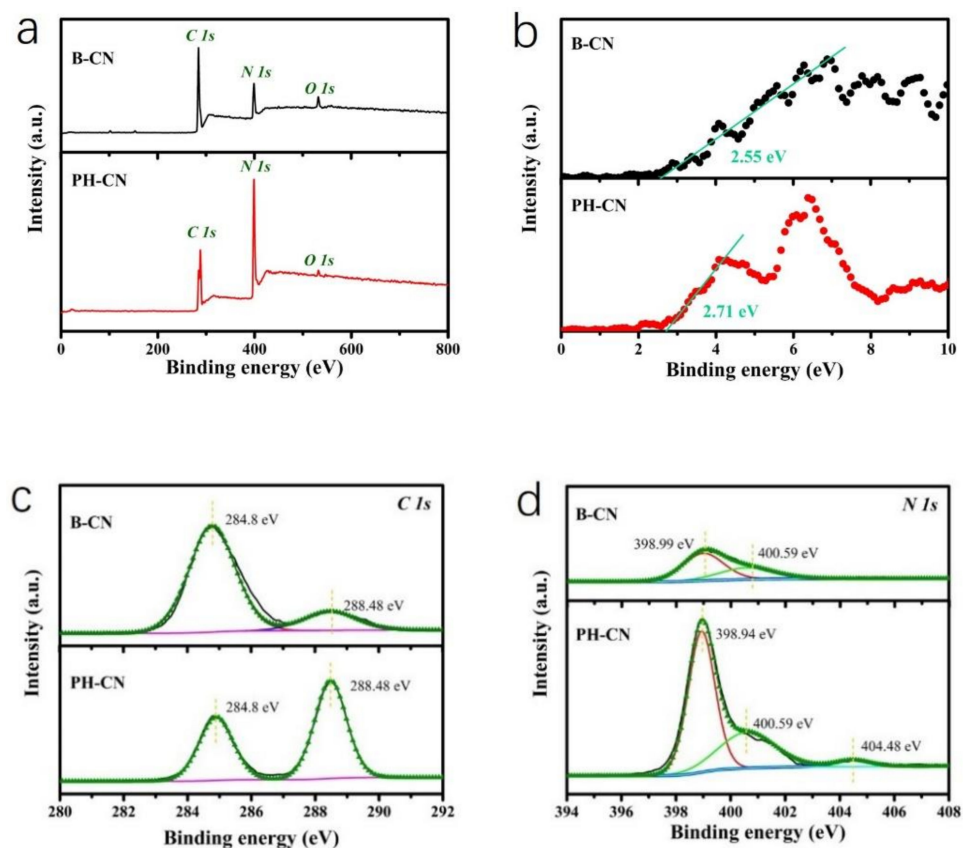 a
B-CN
C 1s
N 1s
O 1s
PH-CN
C 1s
N 1s
O 1s
Intensity (a.u.)
0 200 400 600 800
Binding energy (eV)
b
B-CN
2.55 eV
PH-CN
2.71 eV
Intensity (a.u.)
0 2 4 6 8 10
Binding energy (eV)
c
C 1s
B-CN
284.8 eV
288.48 eV
PH-CN
284.8 eV
288.48 eV
Intensity (a.u.)
280 282 284 286 288 290 292
Binding energy (eV)
d
N 1s
B-CN
398.99 eV
400.59 eV
PH-CN
398.94 eV
400.59 eV
404.48 eV
Intensity (a.u.)
394 396 398 400 402 404 406 408
Binding energy (eV)